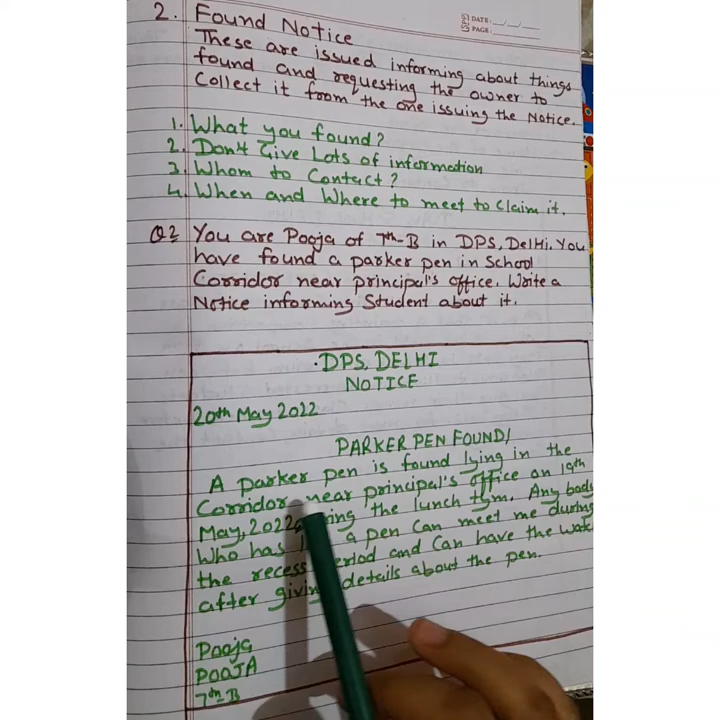 DATE: __/__/__
PAGE:
2. Found Notice
These are issued informing about things
found and requesting the owner to
Collect it from the one issuing the Notice.
1. What you found?
2. Don't Give Lots of information
3. Whom to Contact?
4. When and Where to meet to Claim it.
Q2 You are Pooja of 7th-B in DPS, Delhi. You
have found a parker pen in School
Corridor near principal's office. Write a
Notice informing Student about it.
DPS, DELHI
NOTICE
20th May 2022
PARKER PEN FOUND!
A parker pen is found lying in the
Corridor near principal's office on 19th
May, 2022 the lunch tym. Any body
Who has a pen Can meet me during
the recess period and Can have the
after giving details about the pen.
Pooja
POOJA
7th-B